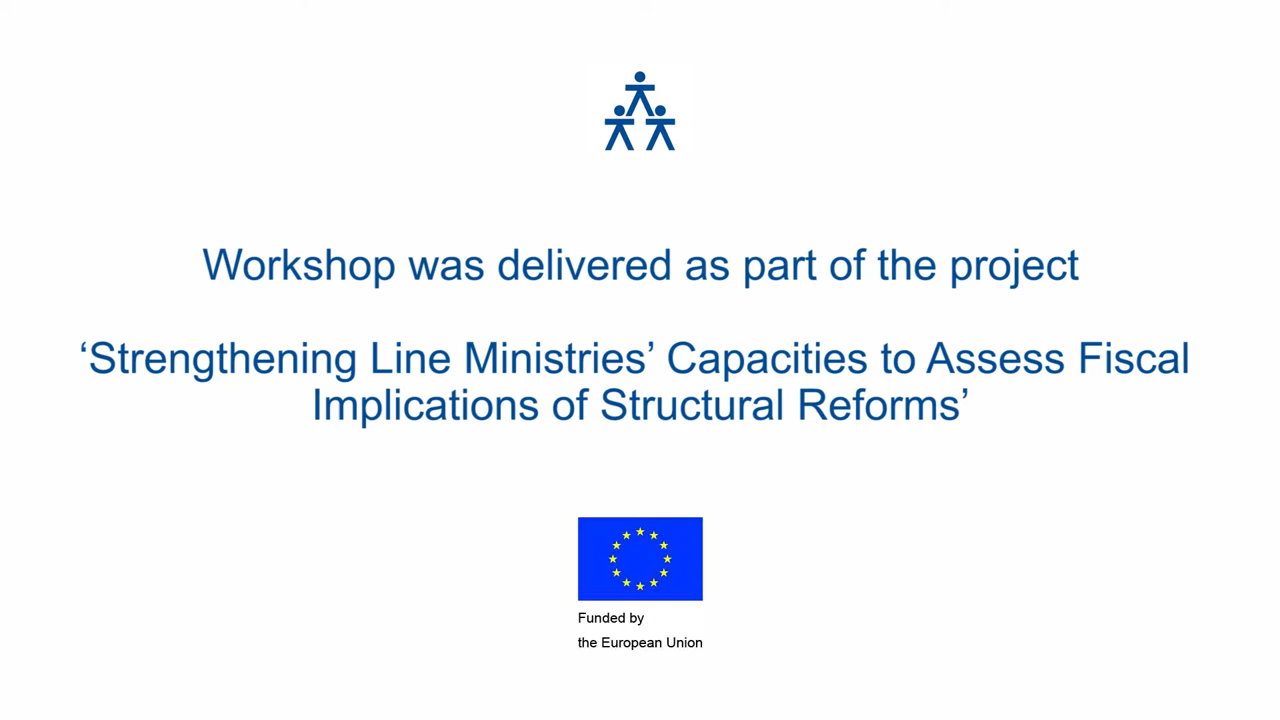 Workshop was delivered as part of the project
‘Strengthening Line Ministries’ Capacities to Assess Fiscal
Implications of Structural Reforms’
Funded by
the European Union